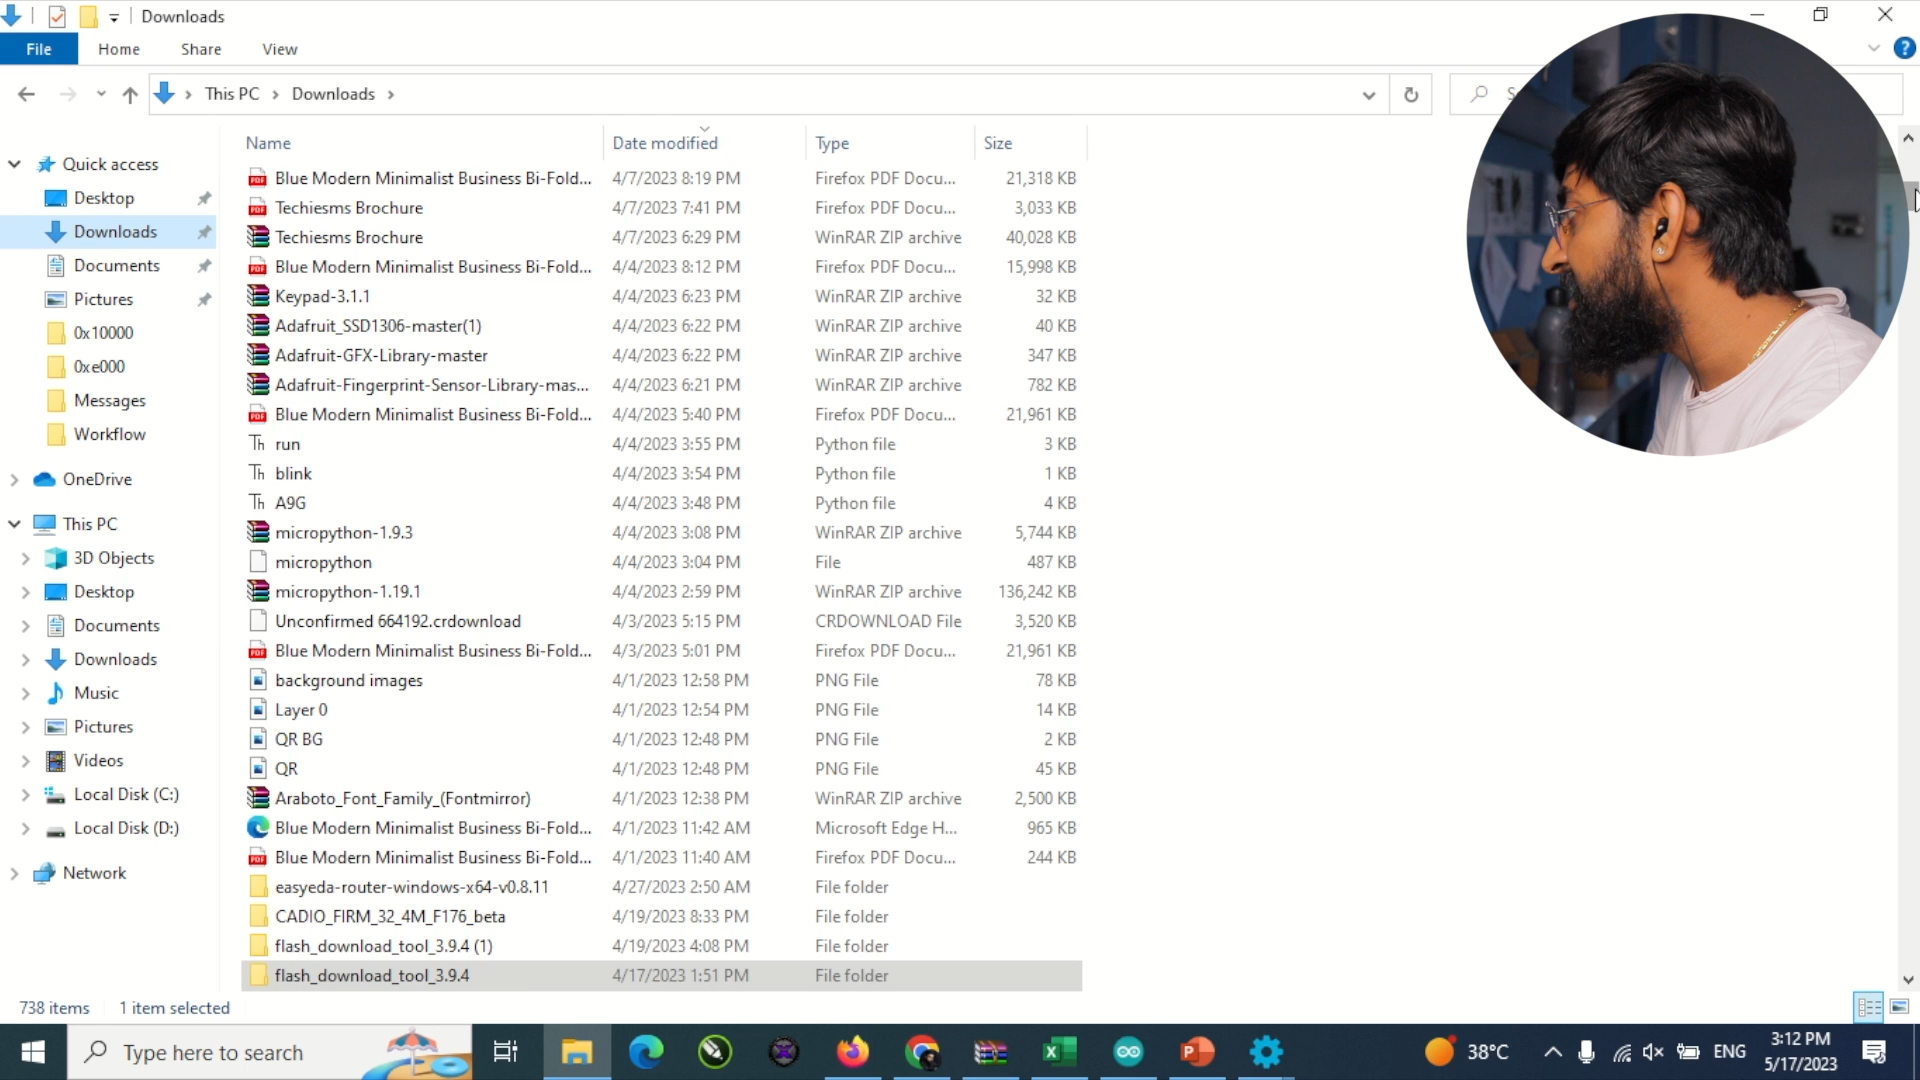 Downloads
File Home Share View
This PC > Downloads >
Name Date modified Type Size
Quick access
Desktop
Downloads
Documents
Pictures
0x10000
0xe000
Messages
Workflow
OneDrive
This PC
3D Objects
Desktop
Documents
Downloads
Music
Pictures
Videos
Local Disk (C:)
Local Disk (D:)
Network
Blue Modern Minimalist Business Bi-Fold... 4/7/2023 8:19 PM Firefox PDF Docu... 21,318 KB
Techiesms Brochure 4/7/2023 7:41 PM Firefox PDF Docu... 3,033 KB
Techiesms Brochure 4/7/2023 6:29 PM WinRAR ZIP archive 40,028 KB
Blue Modern Minimalist Business Bi-Fold... 4/4/2023 8:12 PM Firefox PDF Docu... 15,998 KB
Keypad-3.1.1 4/4/2023 6:23 PM WinRAR ZIP archive 32 KB
Adafruit_SSD1306-master(1) 4/4/2023 6:22 PM WinRAR ZIP archive 40 KB
Adafruit-GFX-Library-master 4/4/2023 6:22 PM WinRAR ZIP archive 347 KB
Adafruit-Fingerprint-Sensor-Library-mas... 4/4/2023 6:21 PM WinRAR ZIP archive 782 KB
Blue Modern Minimalist Business Bi-Fold... 4/4/2023 5:40 PM Firefox PDF Docu... 21,961 KB
run 4/4/2023 3:55 PM Python file 3 KB
blink 4/4/2023 3:54 PM Python file 1 KB
A9G 4/4/2023 3:48 PM Python file 4 KB
micropython-1.9.3 4/4/2023 3:08 PM WinRAR ZIP archive 5,744 KB
micropython 4/4/2023 3:04 PM File 487 KB
micropython-1.19.1 4/4/2023 2:59 PM WinRAR ZIP archive 136,242 KB
Unconfirmed 664192.crdownload 4/3/2023 5:15 PM CRDOWNLOAD File 3,520 KB
Blue Modern Minimalist Business Bi-Fold... 4/3/2023 5:01 PM Firefox PDF Docu... 21,961 KB
background images 4/1/2023 12:58 PM PNG File 78 KB
Layer 0 4/1/2023 12:54 PM PNG File 14 KB
QR BG 4/1/2023 12:48 PM PNG File 2 KB
QR 4/1/2023 12:48 PM PNG File 45 KB
Araboto_Font_Family_(Fontmirror) 4/1/2023 12:38 PM WinRAR ZIP archive 2,500 KB
Blue Modern Minimalist Business Bi-Fold... 4/1/2023 11:42 AM Microsoft Edge H... 965 KB
Blue Modern Minimalist Business Bi-Fold... 4/1/2023 11:40 AM Firefox PDF Docu... 244 KB
easyeda-router-windows-x64-v0.8.11 4/27/2023 2:50 AM File folder
CADIO_FIRM_32_4M_F176_beta 4/19/2023 8:33 PM File folder
flash_download_tool_3.9.4 (1) 4/19/2023 4:08 PM File folder
flash_download_tool_3.9.4 4/17/2023 1:51 PM File folder
738 items 1 item selected
Type here to search
38°C
ENG
3:12 PM
5/17/2023